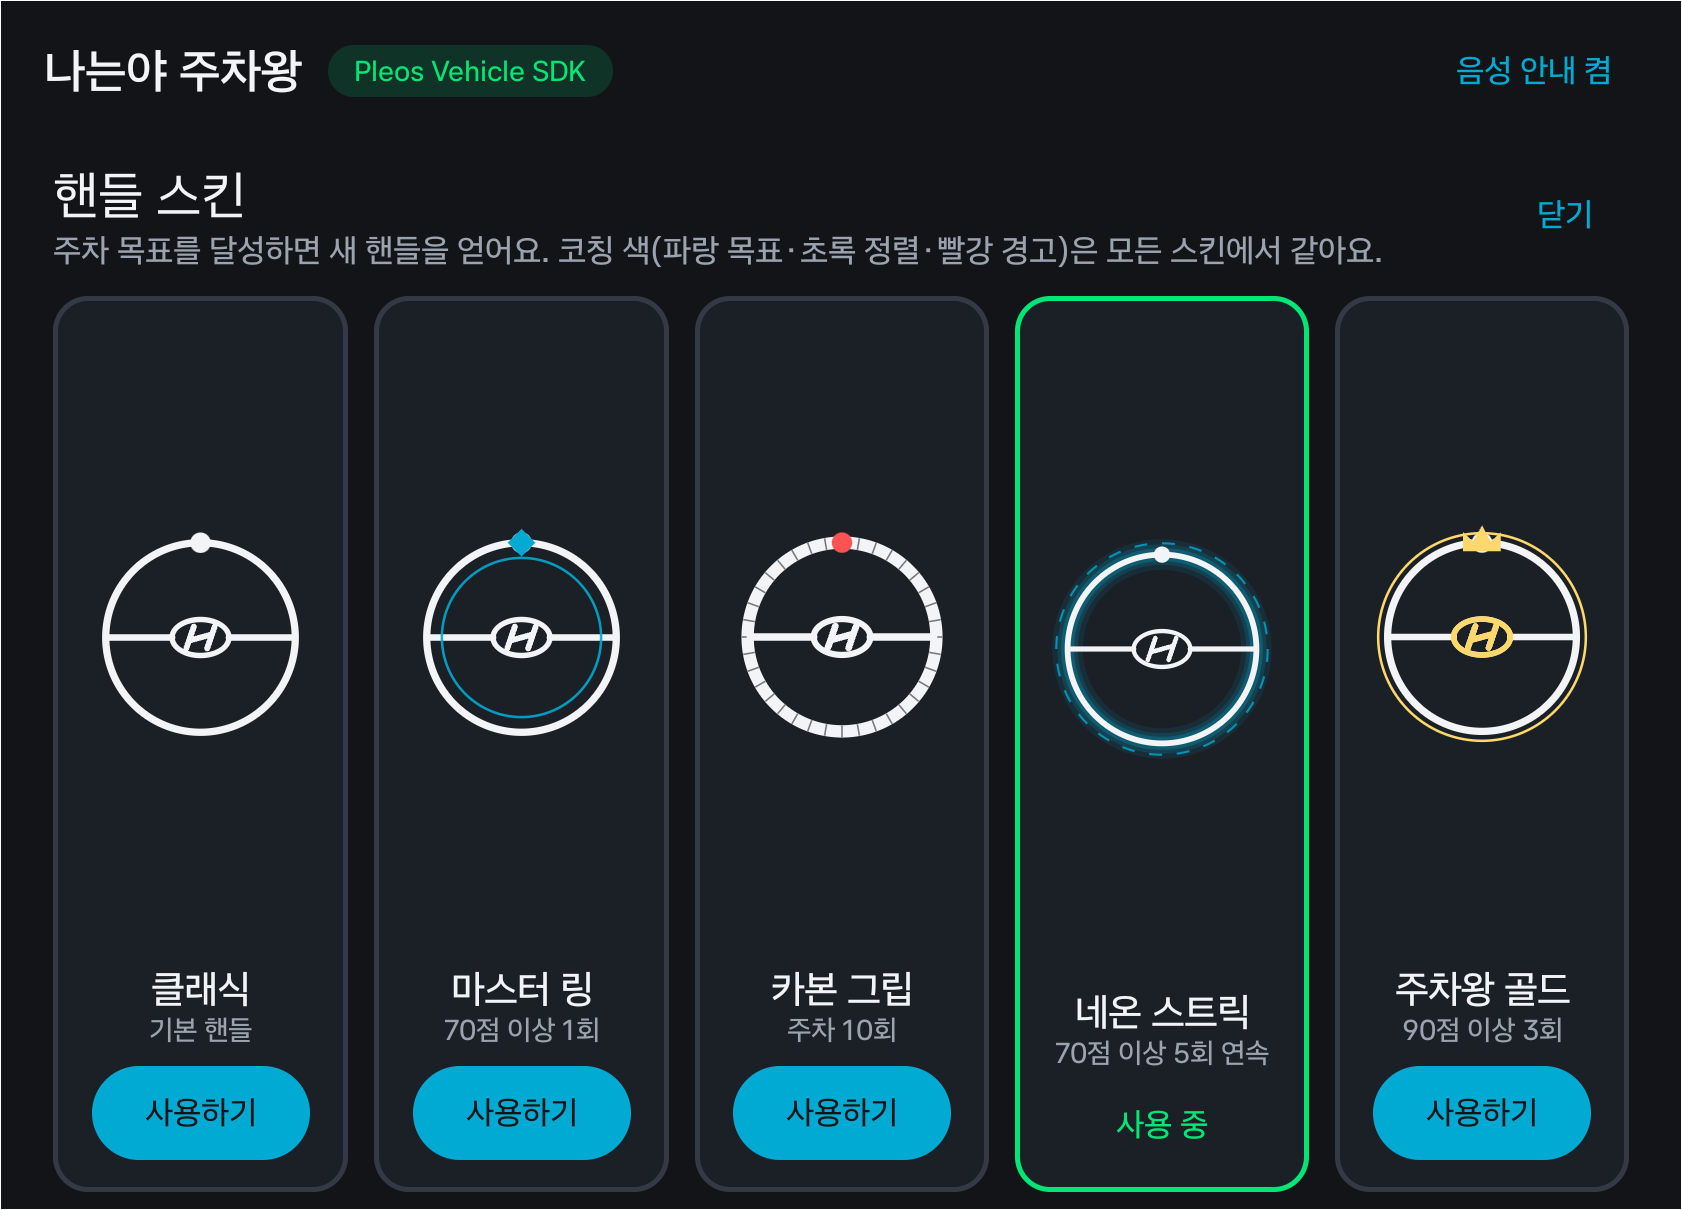 나는야 주차왕
Pleos Vehicle SDK
음성 안내 켬
핸들 스킨
닫기
주차 목표를 달성하면 새 핸들을 얻어요. 코칭 색(파랑 목표·초록 정렬·빨강 경고)은 모든 스킨에서 같아요.
클래식
기본 핸들
사용하기
마스터 링
70점 이상 1회
사용하기
카본 그립
주차 10회
사용하기
네온 스트릭
70점 이상 5회 연속
사용 중
주차왕 골드
90점 이상 3회
사용하기